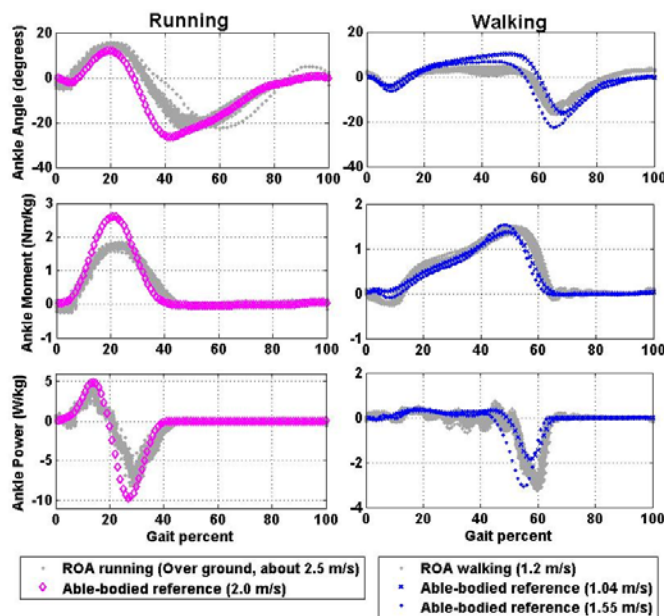 Running
Walking
Ankle Angle (degrees)
20
0
-20
-40
0 20 40 60 80 100
20
0
-20
-40
0 20 40 60 80 100
Ankle Moment (Nm/kg)
3
2
1
0
-1
0 20 40 60 80 100
2
1
0
-1
0 20 40 60 80 100
Ankle Power (W/kg)
5
0
-5
-10
0 20 40 60 80 100
Gait percent
2
0
-2
-4
0 20 40 60 80 100
Gait percent
ROA running (Over ground, about 2.5 m/s)
Able-bodied reference (2.0 m/s)
ROA walking (1.2 m/s)
Able-bodied reference (1.04 m/s)
Able-bodied reference (1.55 m/s)